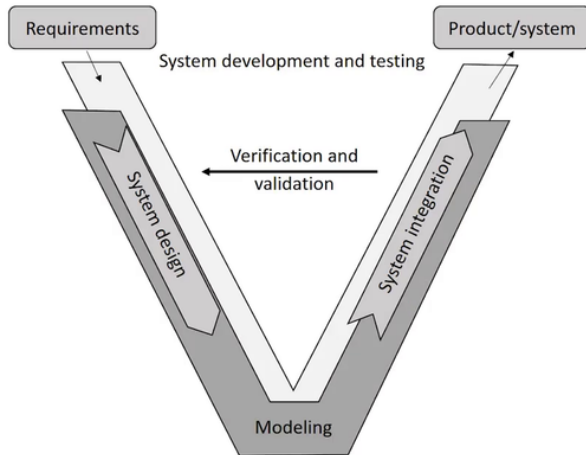 Requirements
Product/system
System development and testing
Verification and
validation
System design
System integration
Modeling